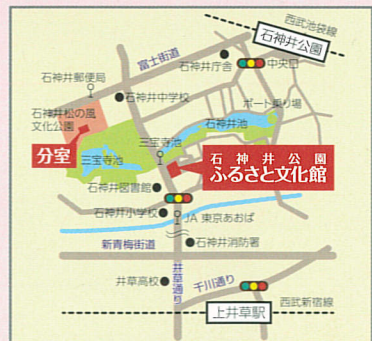 西武池袋線
石神井公園
富士街道
石神井庁舎
中央口
石神井郵便局
石神井中学校
ボート乗り場
石神井松の風
文化公園
石神井池
三宝寺池
分室
三宝寺池
石神井公園
ふるさと文化館
石神井図書館
石神井小学校
JA 東京あおば
新青梅街道
石神井消防署
井草高校
井草通り
千川通り
西武新宿線
上井草駅